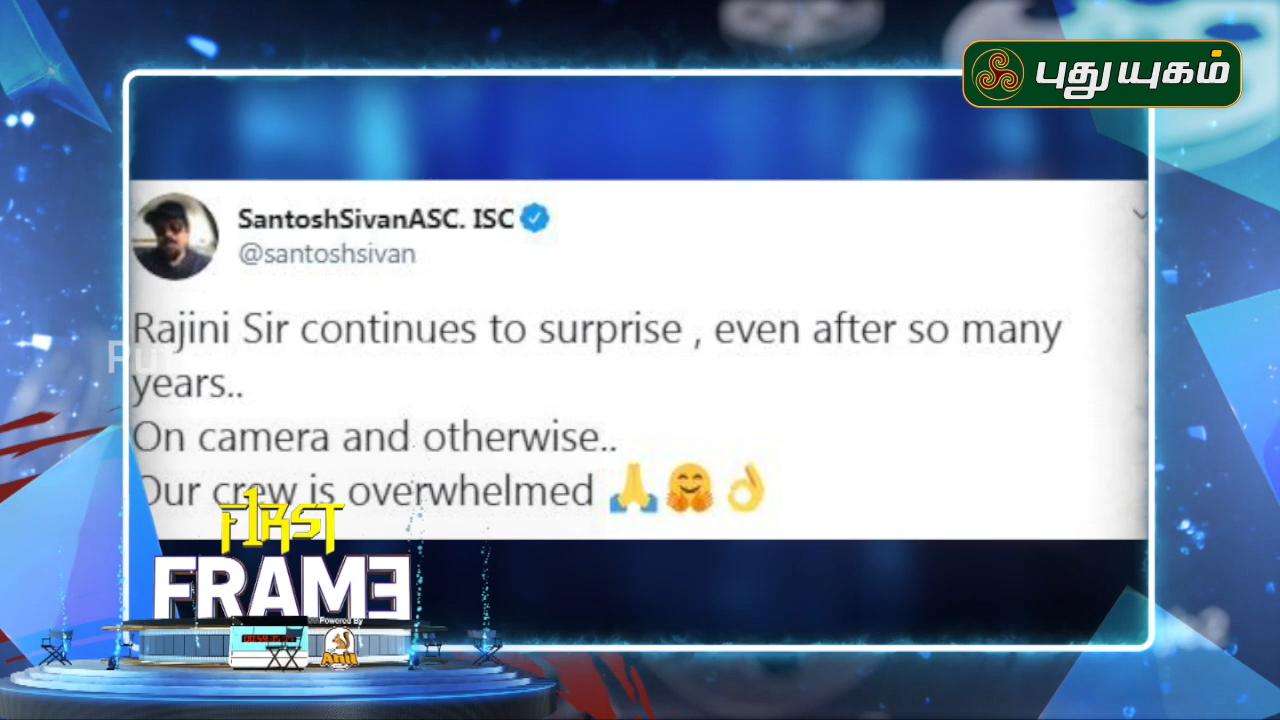 புதுயுகம்
SantoshSivanASC. ISC
@santoshsivan
Rajini Sir continues to surprise , even after so many
years..
On camera and otherwise..
Our crew is overwhelmed 🙏🤗👌
F1RST
FRAME
Powered By
Anil